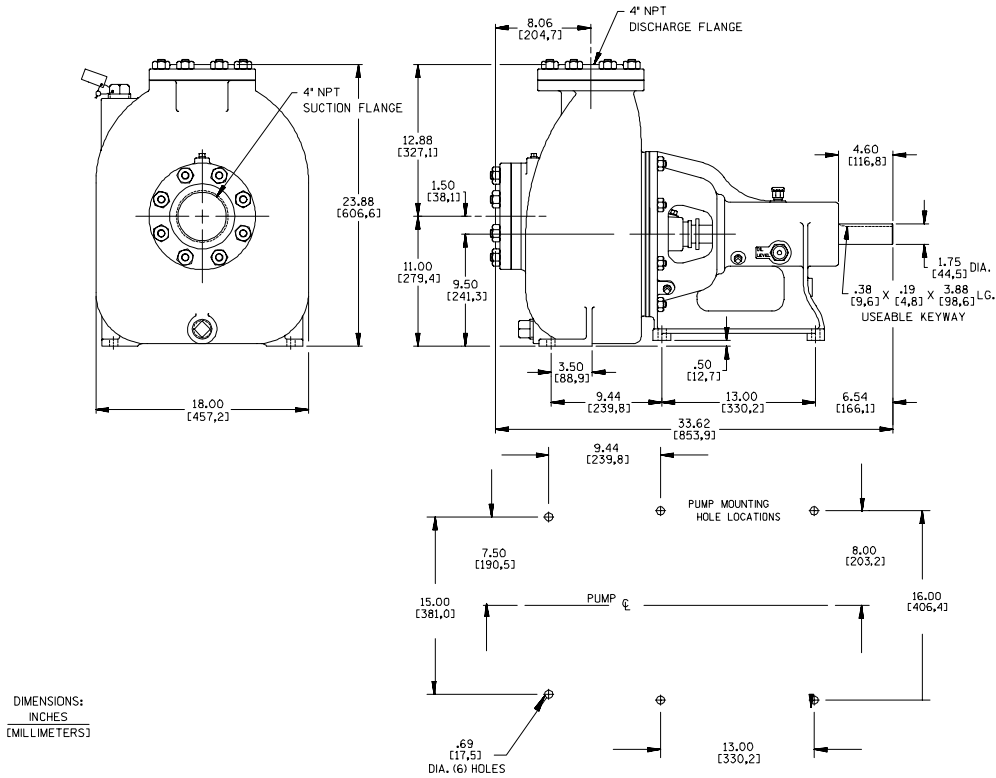 8.06
[204,7]
4" NPT
DISCHARGE FLANGE
4" NPT
SUCTION FLANGE
12.88
[327,1]
4.60
[116,8]
1.50
[38,1]
23.88
[606,6]
11.00
[279,4]
9.50
[241,3]
OIL
LEVEL
1.75 DIA.
[44,5]
.38 X .19 X 3.88 LG.
[9,6] [4,8] [98,6]
USEABLE KEYWAY
3.50
[88,9]
.50
[12,7]
18.00
[457,2]
9.44
[239,8]
13.00
[330,2]
6.54
[166,1]
33.62
[853,9]
9.44
[239,8]
PUMP MOUNTING
HOLE LOCATIONS
7.50
[190,5]
8.00
[203,2]
15.00
[381,0]
PUMP ℄
16.00
[406,4]
DIMENSIONS:
INCHES
[MILLIMETERS]
.69
[17,5]
DIA. (6) HOLES
13.00
[330,2]